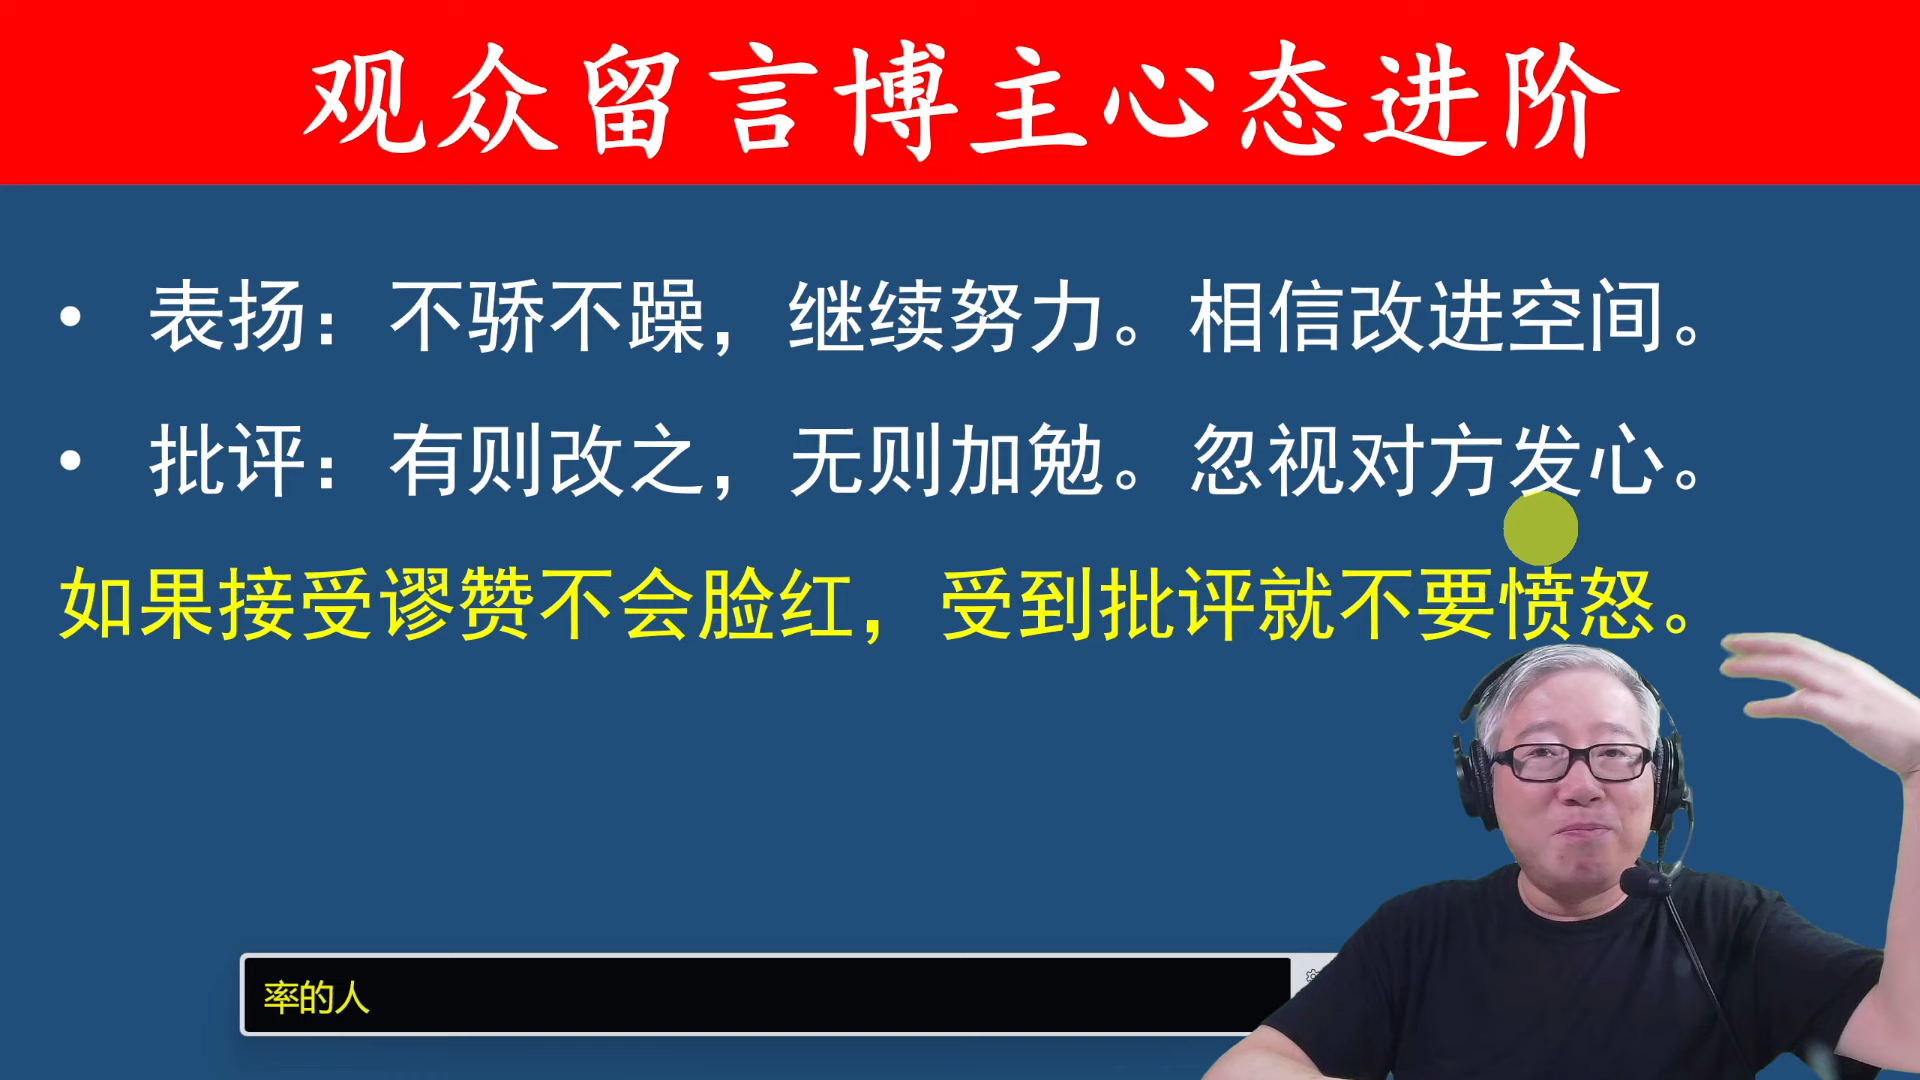 观众留言博主心态进阶
• 表扬：不骄不躁，继续努力。相信改进空间。
• 批评：有则改之，无则加勉。忽视对方发心。
如果接受谬赞不会脸红，受到批评就不要愤怒。
率的人